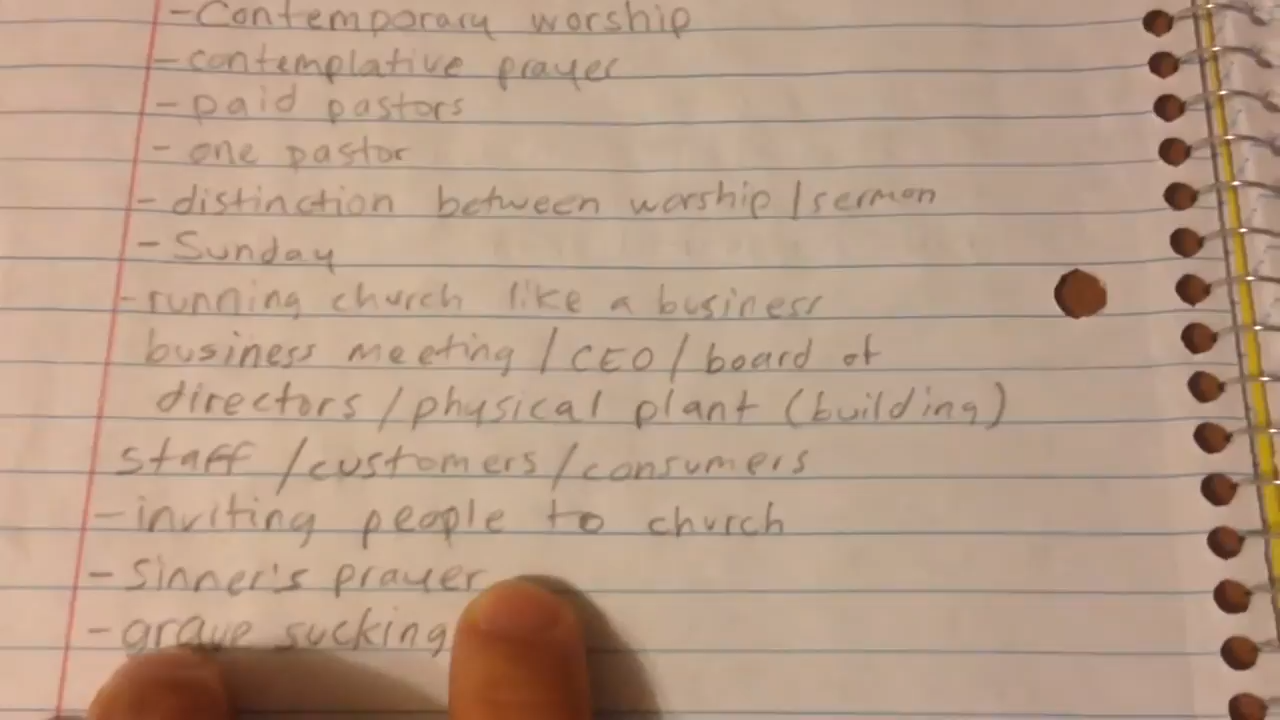 -Contemporary worship
-contemplative prayer
-paid pastors
- one pastor
-distinction between worship/sermon
-Sunday
-running church like a business
business meeting/CEO/board of
directors/physical plant (building)
staff/customers/consumers
-inviting people to church
-Sinner's prayer
-grave sucking